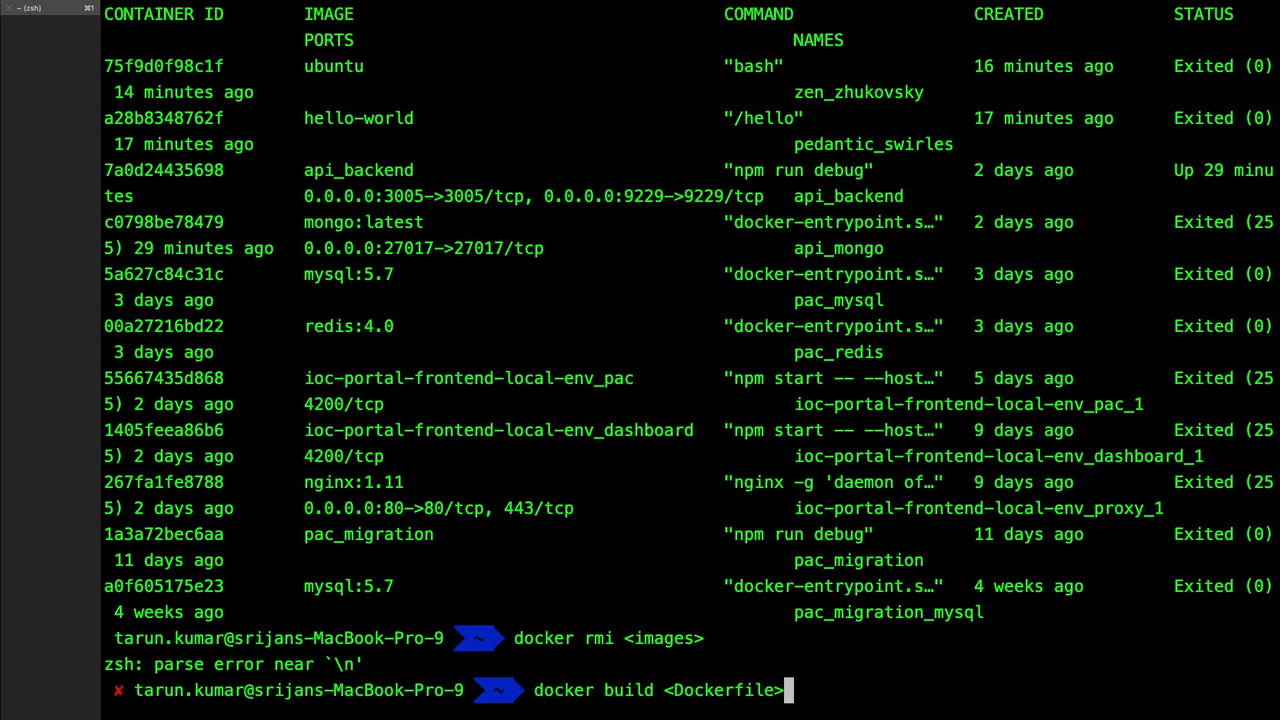 ~ (zsh) ⌘1
CONTAINER ID IMAGE COMMAND CREATED STATUS
PORTS NAMES
75f9d0f98c1f ubuntu "bash" 16 minutes ago Exited (0)
14 minutes ago zen_zhukovsky
a28b8348762f hello-world "/hello" 17 minutes ago Exited (0)
17 minutes ago pedantic_swirles
7a0d24435698 api_backend "npm run debug" 2 days ago Up 29 minu
tes 0.0.0.0:3005->3005/tcp, 0.0.0.0:9229->9229/tcp api_backend
c0798be78479 mongo:latest "docker-entrypoint.s…" 2 days ago Exited (25
5) 29 minutes ago 0.0.0.0:27017->27017/tcp api_mongo
5a627c84c31c mysql:5.7 "docker-entrypoint.s…" 3 days ago Exited (0)
3 days ago pac_mysql
00a27216bd22 redis:4.0 "docker-entrypoint.s…" 3 days ago Exited (0)
3 days ago pac_redis
55667435d868 ioc-portal-frontend-local-env_pac "npm start -- --host…" 5 days ago Exited (25
5) 2 days ago 4200/tcp ioc-portal-frontend-local-env_pac_1
1405feea86b6 ioc-portal-frontend-local-env_dashboard "npm start -- --host…" 9 days ago Exited (25
5) 2 days ago 4200/tcp ioc-portal-frontend-local-env_dashboard_1
267fa1fe8788 nginx:1.11 "nginx -g 'daemon of…" 9 days ago Exited (25
5) 2 days ago 0.0.0.0:80->80/tcp, 443/tcp ioc-portal-frontend-local-env_proxy_1
1a3a72bec6aa pac_migration "npm run debug" 11 days ago Exited (0)
11 days ago pac_migration
a0f605175e23 mysql:5.7 "docker-entrypoint.s…" 4 weeks ago Exited (0)
4 weeks ago pac_migration_mysql
tarun.kumar@srijans-MacBook-Pro-9 ~ docker rmi <images>
zsh: parse error near `\n'
✘ tarun.kumar@srijans-MacBook-Pro-9 ~ docker build <Dockerfile>